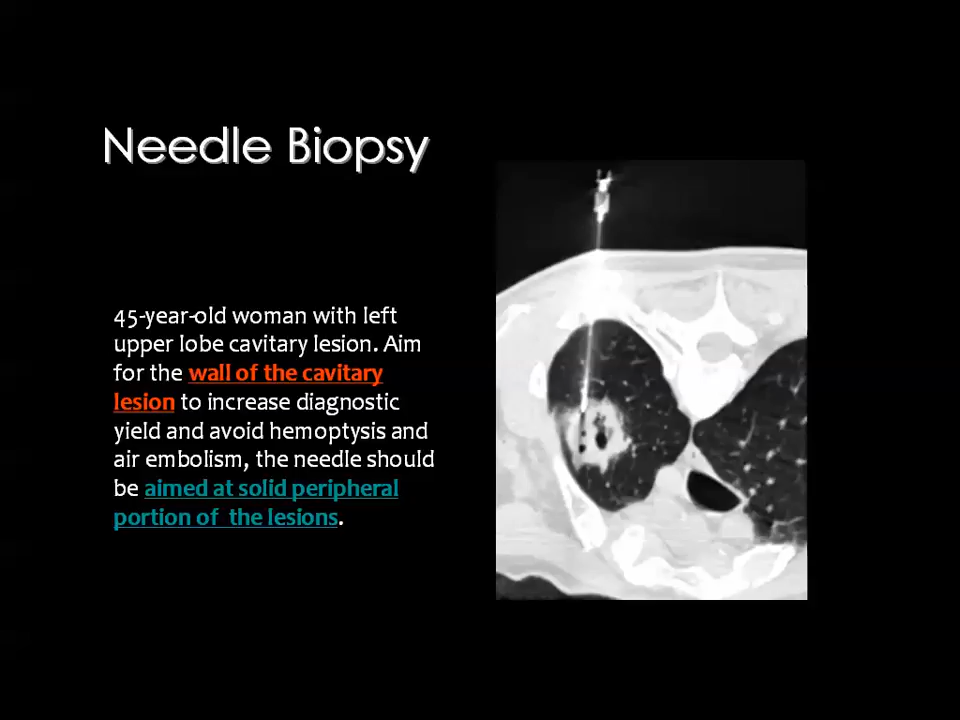 Needle Biopsy
45-year-old woman with left
upper lobe cavitary lesion. Aim
for the wall of the cavitary
lesion to increase diagnostic
yield and avoid hemoptysis and
air embolism, the needle should
be aimed at solid peripheral
portion of  the lesions.